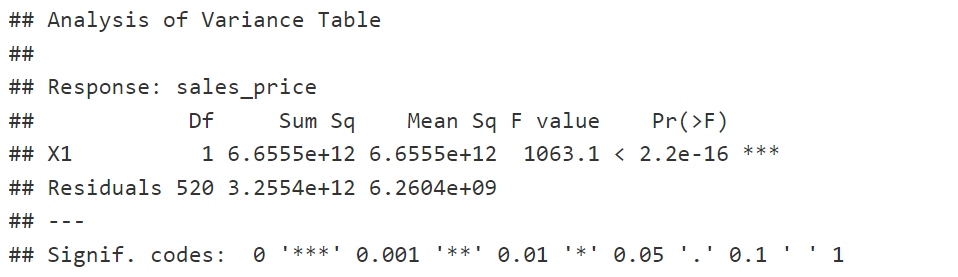 ## Analysis of Variance Table
##
## Response: sales_price
##            Df     Sum Sq    Mean Sq F value    Pr(>F)
## X1          1 6.6555e+12 6.6555e+12  1063.1 < 2.2e-16 ***
## Residuals 520 3.2554e+12 6.2604e+09
## ---
## Signif. codes:  0 '***' 0.001 '**' 0.01 '*' 0.05 '.' 0.1 ' ' 1